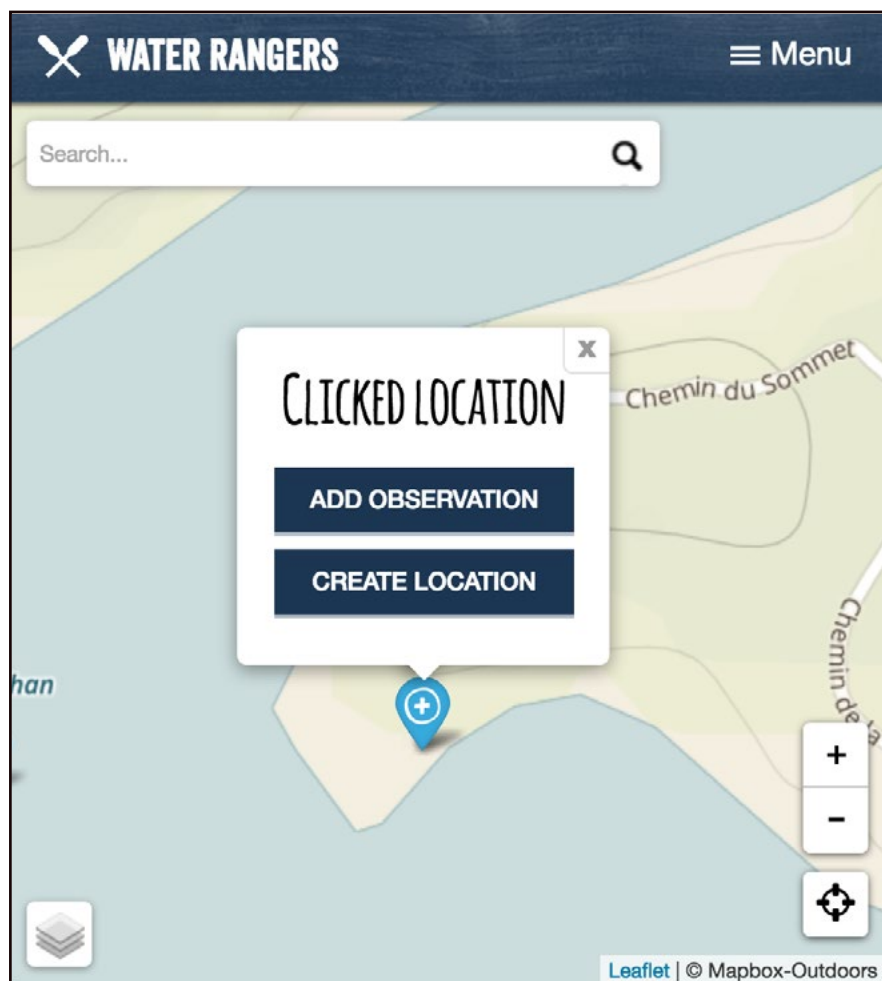 WATER RANGERS
Menu
Search...
x
CLICKED LOCATION
ADD OBSERVATION
CREATE LOCATION
Chemin du Sommet
Chemin de la
han
+
-
Leaflet | © Mapbox-Outdoors